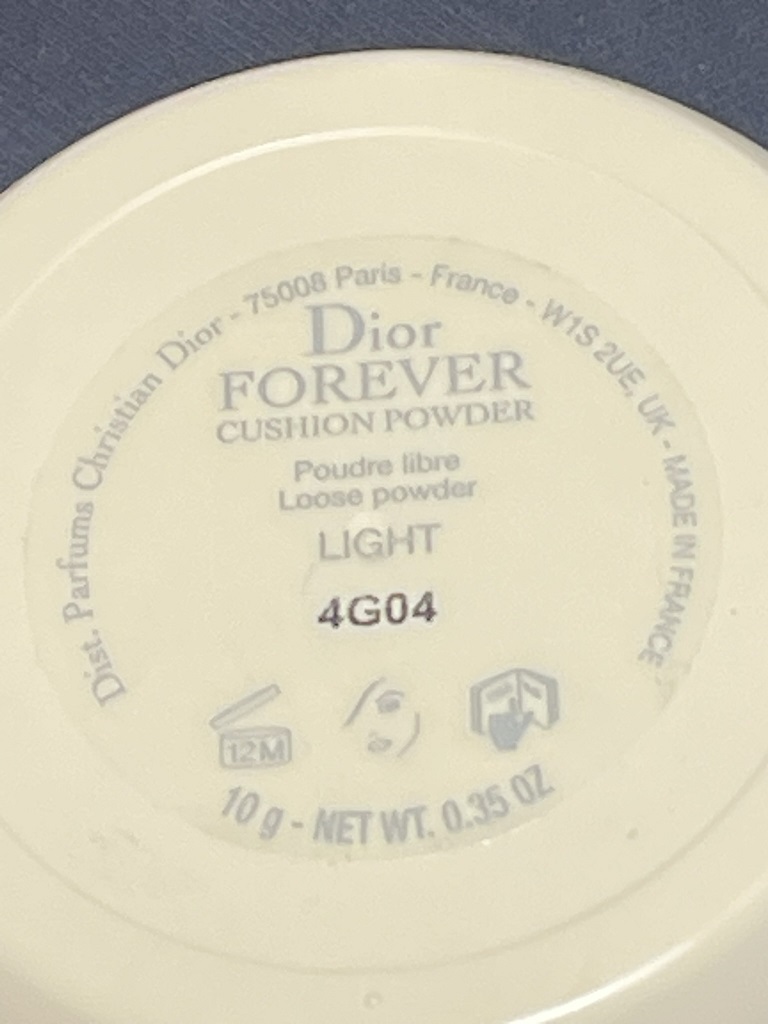 Dist. Parfums Christian Dior - 75008 Paris - France - W1S 2UE, UK - MADE IN FRANCE
Dior
FOREVER
CUSHION POWDER
Poudre libre
Loose powder
LIGHT
4G04
12M
10 g - NET WT. 0.35 OZ